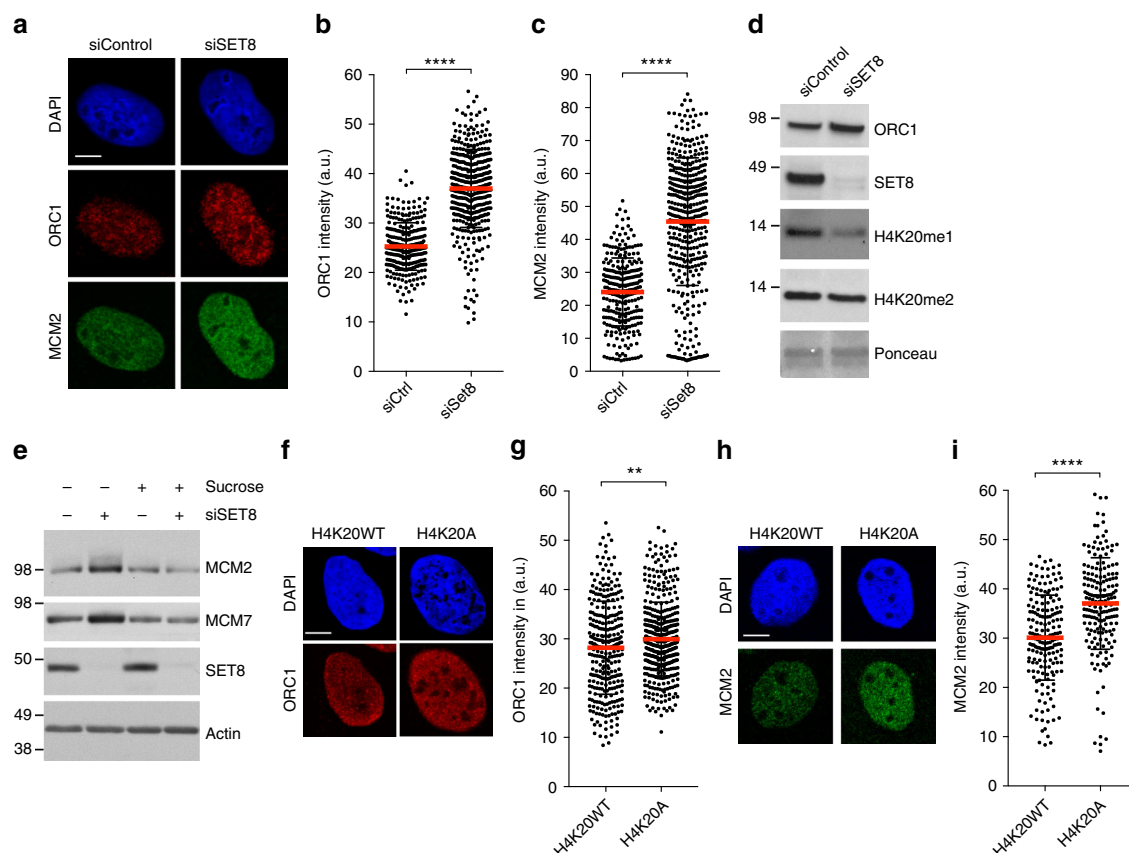 a
siControl siSET8
DAPI
ORC1
MCM2
b
****
ORC1 intensity (a.u.)
60
50
40
30
20
10
0
siCtrl
siSet8
c
****
MCM2 intensity (a.u.)
90
80
70
60
50
40
30
20
10
0
siCtrl
siSet8
d
siControl
siSET8
98 ORC1
49 SET8
14 H4K20me1
14 H4K20me2
Ponceau
e
– – + + Sucrose
– + – + siSET8
98 MCM2
98 MCM7
50 SET8
49 Actin
38
f
H4K20WT H4K20A
DAPI
ORC1
g
**
ORC1 intensity in (a.u.)
60
50
40
30
20
10
0
H4K20WT
H4K20A
h
H4K20WT H4K20A
DAPI
MCM2
i
****
MCM2 intensity (a.u.)
60
50
40
30
20
10
0
H4K20WT
H4K20A